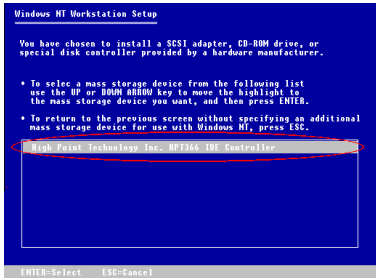 Windows NT Workstation Setup
You have chosen to install a SCSI adapter, CD-ROM drive, or
special disk controller provided by a hardware manufacturer.
• To selec a mass storage device from the following list
use the UP or DOWN ARROW key to move the highlight to
the mass storage device you want, and then press ENTER.
• To return to the previous screen without specifying an additional
mass storage device for use with Windows NT, press ESC.
High Point Technology Inc. HPT366 IDE Controller
ENTER=Select ESC=Cancel